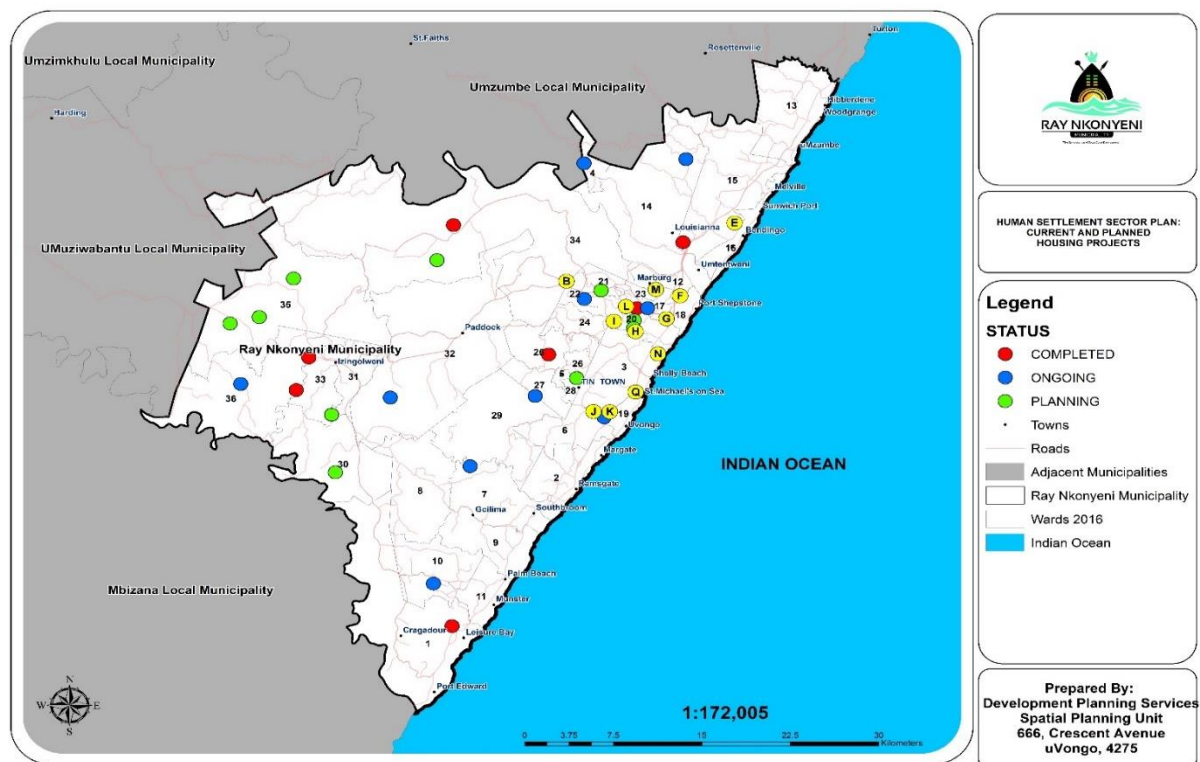 Turton
St.Faiths
Rosettenville
Umzimkhulu Local Municipality
Umzumbe Local Municipality
Harding
13
Hibberdene
Woodgrange
uMzumbe
4
15
Melville
14
Sunwich Port
Louisianna
E
Bendingo
34
16
UMuziwabantu Local Municipality
Umtentweni
Marburg
B
21
12
M
22
23
F
35
L
17
Port Shepstone
24
I
20
G
18
H
Paddock
Ray Nkonyeni Municipality
32
N
Izingolweni
26
3
Shelly Beach
33
31
TIN TOWN
36
27
28
Q
St.Michael's on Sea
J
K
19
29
Uvongo
6
Margate
30
2
8
7
Ramsgate
INDIAN OCEAN
Gcilima
Southbroom
9
10
Palm Beach
Mbizana Local Municipality
11
Munster
Cragadour
Leisure Bay
1
Port Edward
N
W
E
S
1:172,005
0 3.75 7.5 15 22.5 30
Kilometers
RAY NKONYENI
MUNICIPALITY
HUMAN SETTLEMENT SECTOR PLAN:
CURRENT AND PLANNED
HOUSING PROJECTS
Legend
STATUS
COMPLETED
ONGOING
PLANNING
Towns
Roads
Adjacent Municipalities
Ray Nkonyeni Municipality
Wards 2016
Indian Ocean
Prepared By:
Development Planning Services
Spatial Planning Unit
666, Crescent Avenue
uVongo, 4275